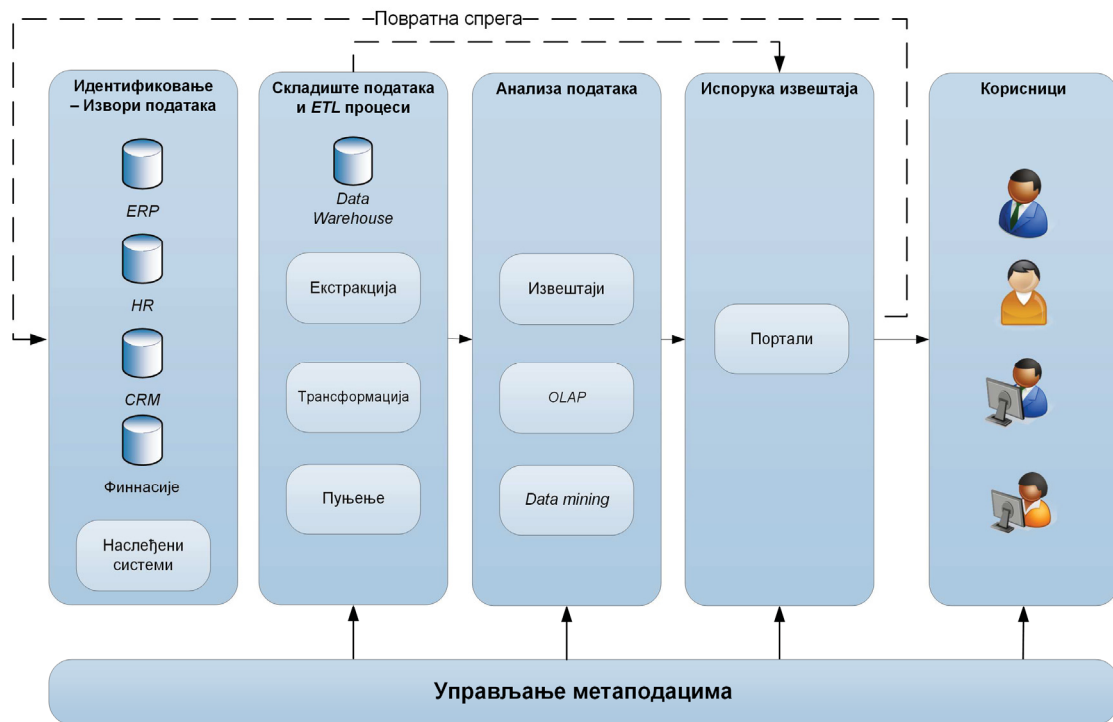 Повратна спрега
Идентификовање
– Извори података
ERP
HR
CRM
Финнасије
Наслеђени
системи
Складиште података
и ETL процеси
Data
Warehouse
Екстракција
Трансформација
Пуњење
Анализа података
Извештаји
OLAP
Data mining
Испорука извештаја
Портали
Корисници
Управљање метаподацима